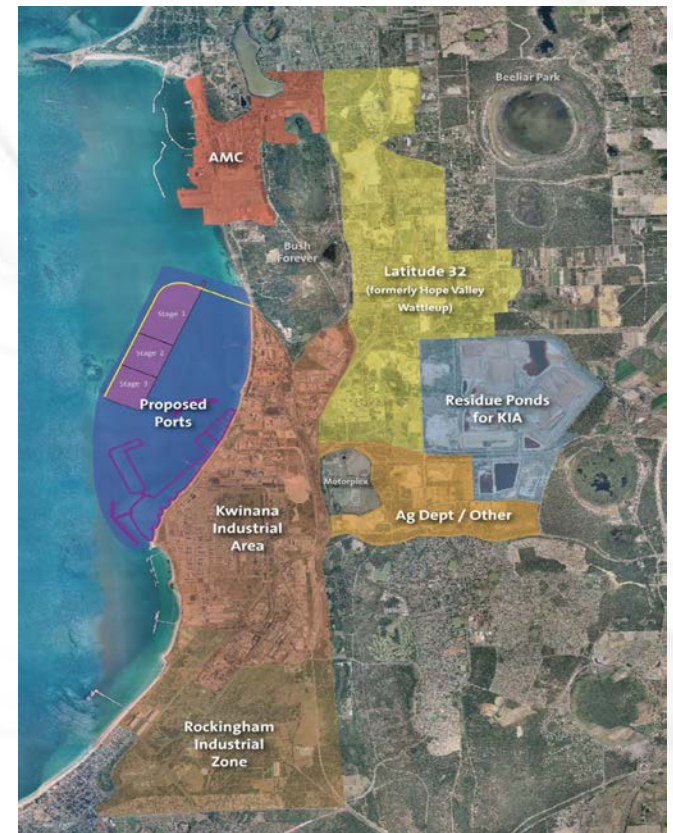 Beeliar Park
AMC
Bush
Forever
Latitude 32
(formerly Hope Valley
Wattleup)
Stage 1
Stage 2
Stage 3
Proposed
Ports
Residue Ponds
for KIA
Motorplex
Kwinana
Industrial
Area
Ag Dept / Other
Rockingham
Industrial
Zone